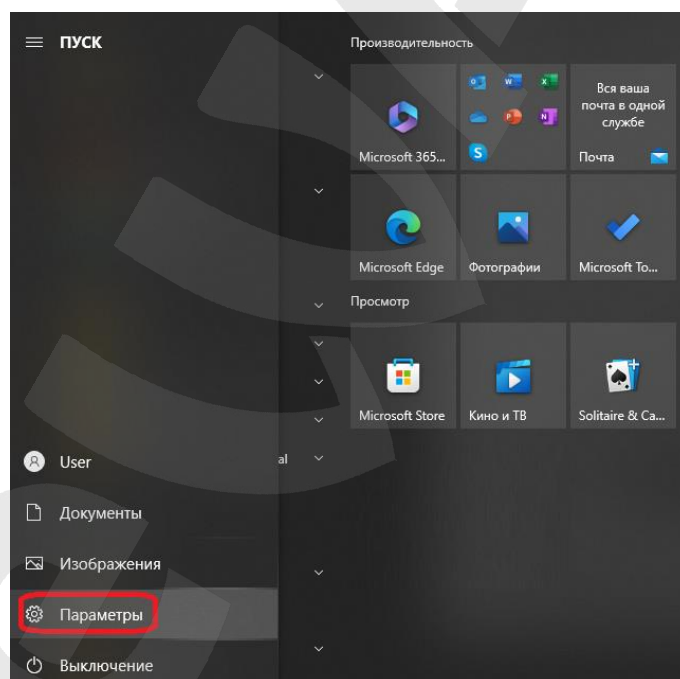 ПУСК
Производительность
Microsoft 365...
Вся ваша
почта в одной
службе
Почта
Microsoft Edge
Фотографии
Microsoft To...
Просмотр
Microsoft Store
Кино и ТВ
Solitaire & Ca...
User
al
Документы
Изображения
Параметры
Выключение